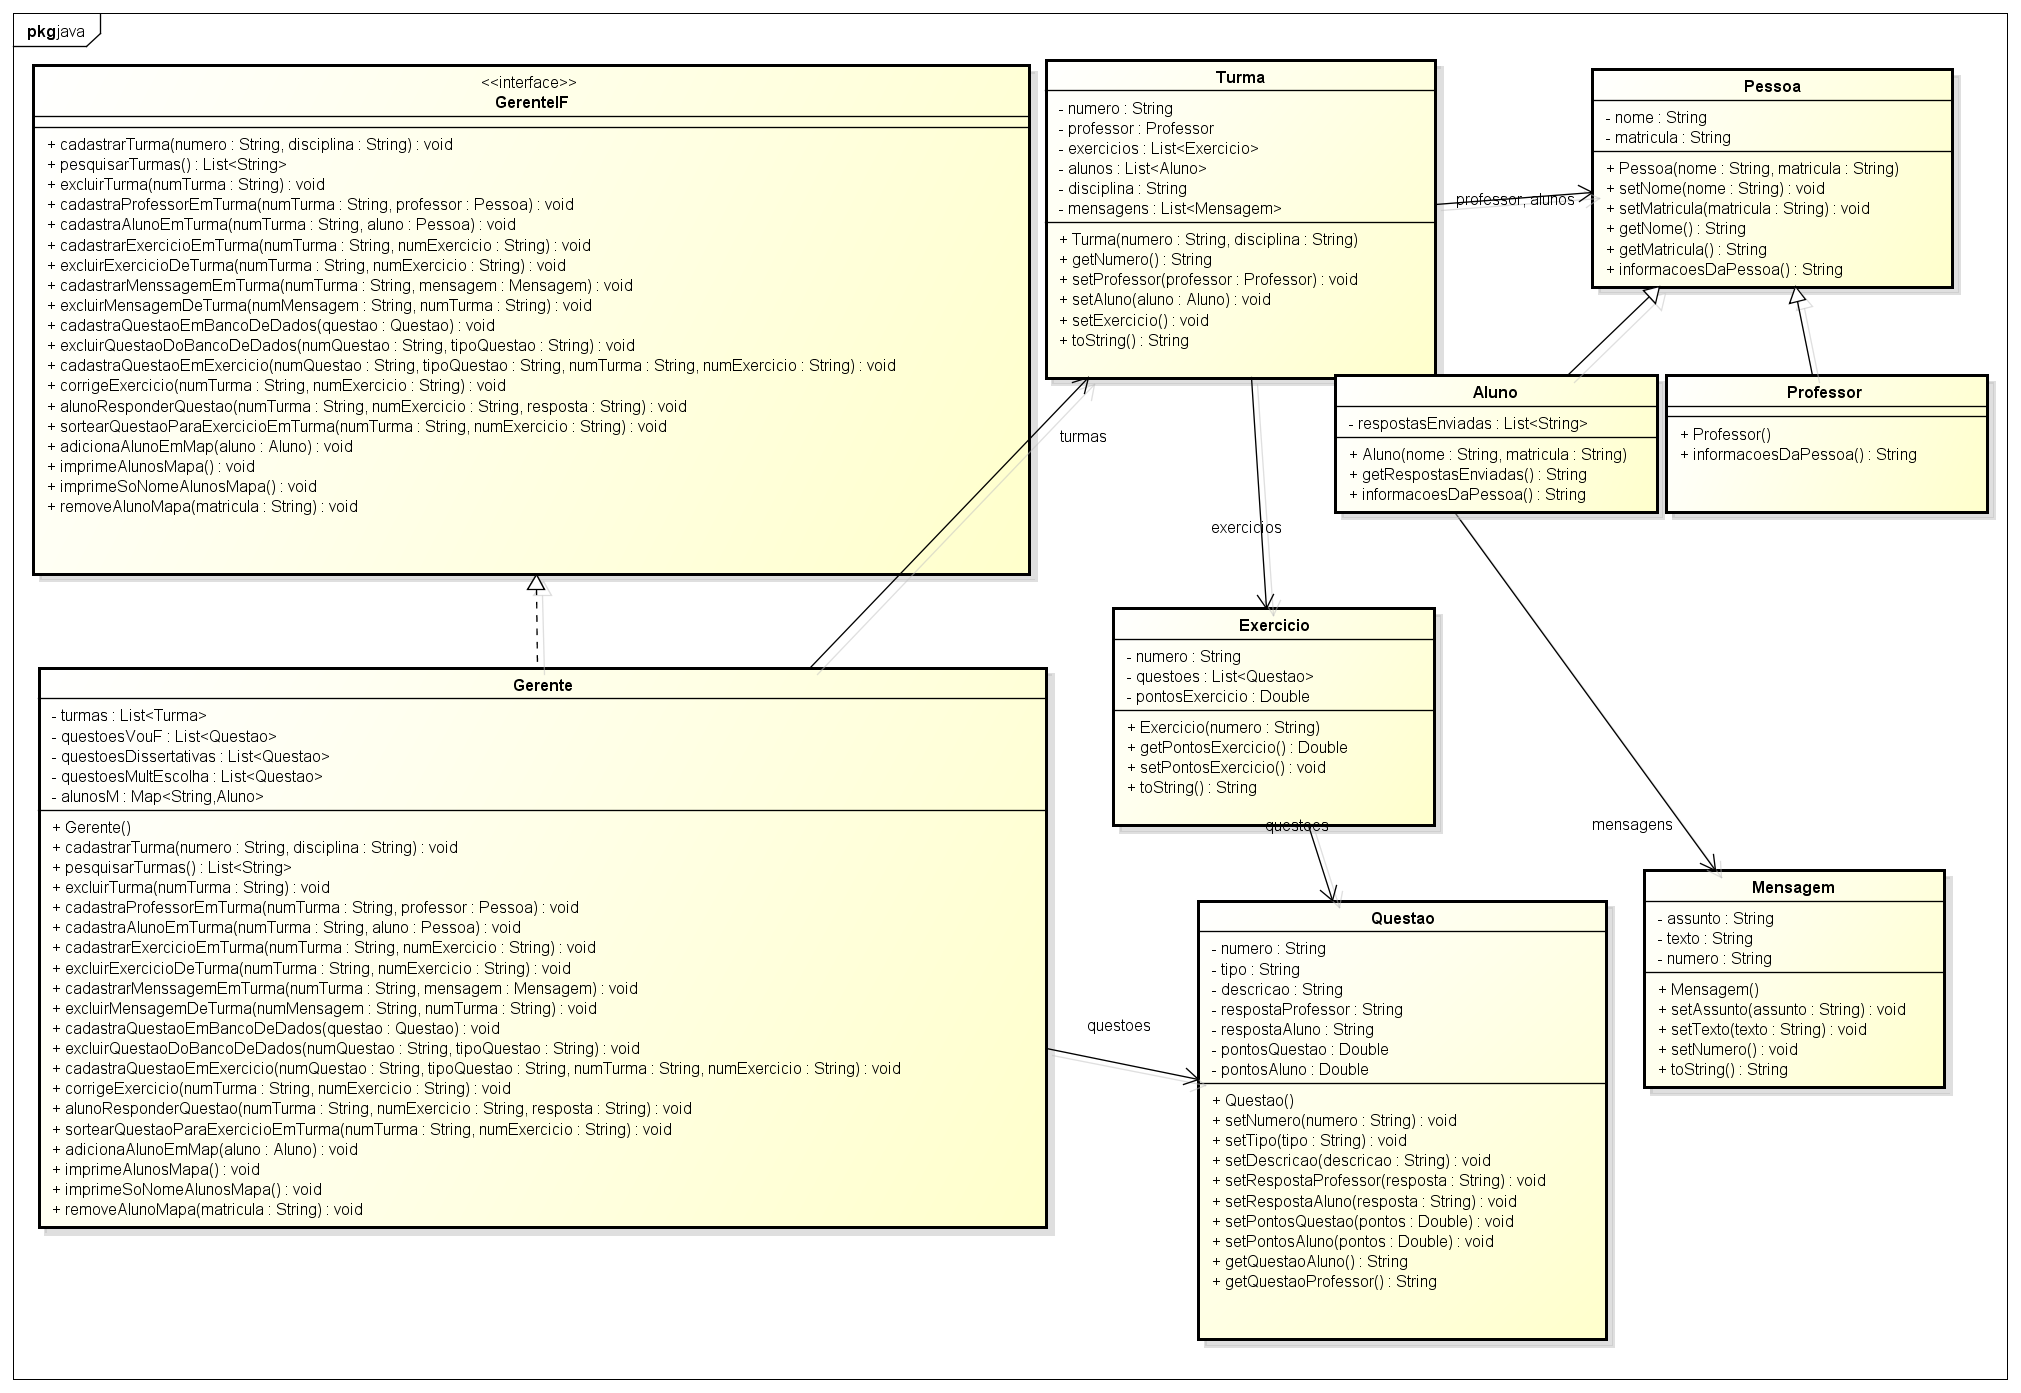 pkg java
<<interface>>
GerenteIF
+ cadastrarTurma(numero : String, disciplina : String) : void
+ pesquisarTurmas() : List<String>
+ excluirTurma(numTurma : String) : void
+ cadastraProfessorEmTurma(numTurma : String, professor : Pessoa) : void
+ cadastraAlunoEmTurma(numTurma : String, aluno : Pessoa) : void
+ cadastrarExercicioEmTurma(numTurma : String, numExercicio : String) : void
+ excluirExercicioDeTurma(numTurma : String, numExercicio : String) : void
+ cadastrarMenssagemEmTurma(numTurma : String, mensagem : Mensagem) : void
+ excluirMensagemDeTurma(numMensagem : String, numTurma : String) : void
+ cadastraQuestaoEmBancoDeDados(questao : Questao) : void
+ excluirQuestaoDoBancoDeDados(numQuestao : String, tipoQuestao : String) : void
+ cadastraQuestaoEmExercicio(numQuestao : String, tipoQuestao : String, numTurma : String, numExercicio : String) : void
+ corrigeExercicio(numTurma : String, numExercicio : String) : void
+ alunoResponderQuestao(numTurma : String, numExercicio : String, resposta : String) : void
+ sortearQuestaoParaExercicioEmTurma(numTurma : String, numExercicio : String) : void
+ adicionaAlunoEmMap(aluno : Aluno) : void
+ imprimeAlunosMapa() : void
+ imprimeSoNomeAlunosMapa() : void
+ removeAlunoMapa(matricula : String) : void
Turma
- numero : String
- professor : Professor
- exercicios : List<Exercicio>
- alunos : List<Aluno>
- disciplina : String
- mensagens : List<Mensagem>
+ Turma(numero : String, disciplina : String)
+ getNumero() : String
+ setProfessor(professor : Professor) : void
+ setAluno(aluno : Aluno) : void
+ setExercicio() : void
+ toString() : String
professor, alunos
Pessoa
- nome : String
- matricula : String
+ Pessoa(nome : String, matricula : String)
+ setNome(nome : String) : void
+ setMatricula(matricula : String) : void
+ getNome() : String
+ getMatricula() : String
+ informacoesDaPessoa() : String
Aluno
- respostasEnviadas : List<String>
+ Aluno(nome : String, matricula : String)
+ getRespostasEnviadas() : String
+ informacoesDaPessoa() : String
Professor
+ Professor()
+ informacoesDaPessoa() : String
turmas
exercicios
Exercicio
- numero : String
- questoes : List<Questao>
- pontosExercicio : Double
+ Exercicio(numero : String)
+ getPontosExercicio() : Double
+ setPontosExercicio() : void
+ toString() : String
questoes
mensagens
Gerente
- turmas : List<Turma>
- questoesVouF : List<Questao>
- questoesDissertativas : List<Questao>
- questoesMultEscolha : List<Questao>
- alunosM : Map<String,Aluno>
+ Gerente()
+ cadastrarTurma(numero : String, disciplina : String) : void
+ pesquisarTurmas() : List<String>
+ excluirTurma(numTurma : String) : void
+ cadastraProfessorEmTurma(numTurma : String, professor : Pessoa) : void
+ cadastraAlunoEmTurma(numTurma : String, aluno : Pessoa) : void
+ cadastrarExercicioEmTurma(numTurma : String, numExercicio : String) : void
+ excluirExercicioDeTurma(numTurma : String, numExercicio : String) : void
+ cadastrarMenssagemEmTurma(numTurma : String, mensagem : Mensagem) : void
+ excluirMensagemDeTurma(numMensagem : String, numTurma : String) : void
+ cadastraQuestaoEmBancoDeDados(questao : Questao) : void
+ excluirQuestaoDoBancoDeDados(numQuestao : String, tipoQuestao : String) : void
+ cadastraQuestaoEmExercicio(numQuestao : String, tipoQuestao : String, numTurma : String, numExercicio : String) : void
+ corrigeExercicio(numTurma : String, numExercicio : String) : void
+ alunoResponderQuestao(numTurma : String, numExercicio : String, resposta : String) : void
+ sortearQuestaoParaExercicioEmTurma(numTurma : String, numExercicio : String) : void
+ adicionaAlunoEmMap(aluno : Aluno) : void
+ imprimeAlunosMapa() : void
+ imprimeSoNomeAlunosMapa() : void
+ removeAlunoMapa(matricula : String) : void
questoes
Questao
- numero : String
- tipo : String
- descricao : String
- respostaProfessor : String
- respostaAluno : String
- pontosQuestao : Double
- pontosAluno : Double
+ Questao()
+ setNumero(numero : String) : void
+ setTipo(tipo : String) : void
+ setDescricao(descricao : String) : void
+ setRespostaProfessor(resposta : String) : void
+ setRespostaAluno(resposta : String) : void
+ setPontosQuestao(pontos : Double) : void
+ setPontosAluno(pontos : Double) : void
+ getQuestaoAluno() : String
+ getQuestaoProfessor() : String
Mensagem
- assunto : String
- texto : String
- numero : String
+ Mensagem()
+ setAssunto(assunto : String) : void
+ setTexto(texto : String) : void
+ setNumero() : void
+ toString() : String